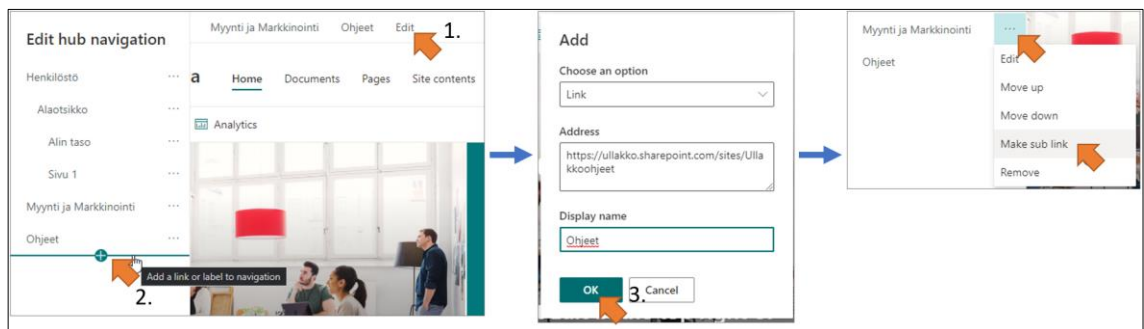 Edit hub navigation
Henkilöstö ...
Alaotsikko ...
Alin taso ...
Sivu 1 ...
Myynti ja Markkinointi ...
Ohjeet ...
Add a link or label to navigation
2.
Myynti ja Markkinointi Ohjeet Edit 1.
a Home Documents Pages Site contents
Analytics
Add
Choose an option
Link
Address
https://ullakko.sharepoint.com/sites/Ulla
kkoohjeet
Display name
Ohjeet
OK 3. Cancel
Myynti ja Markkinointi ...
Ohjeet
Edit
Move up
Move down
Make sub link
Remove